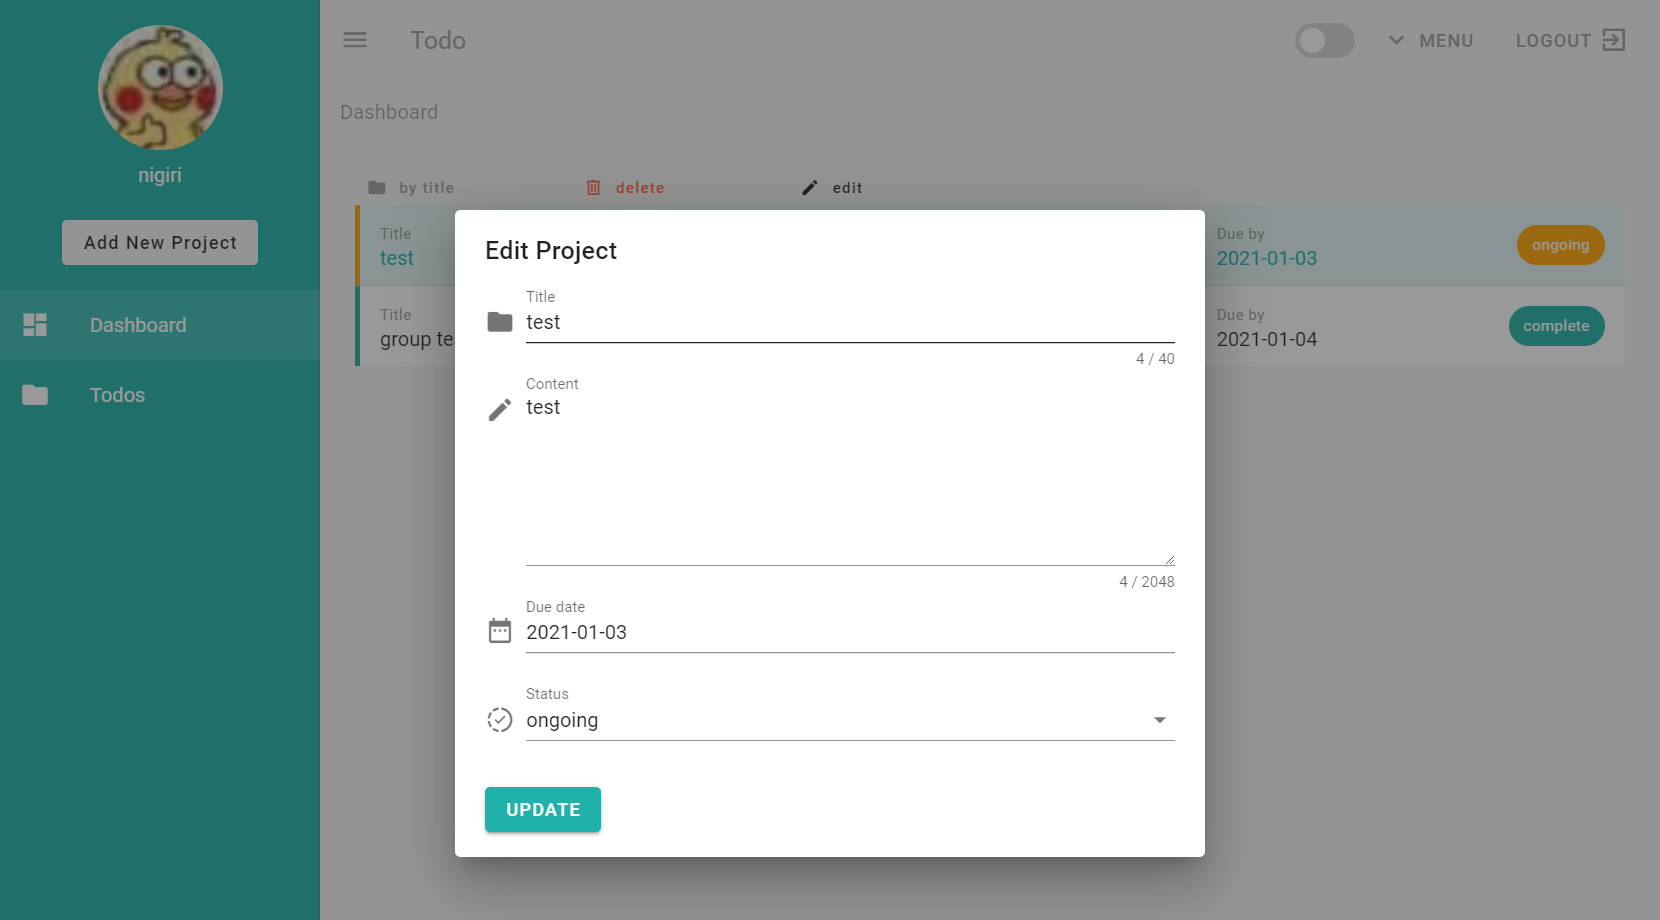 nigiri
Add New Project
Dashboard
Todos
Todo
MENU
LOGOUT
Dashboard
by title
delete
edit
Title
test
Due by
2021-01-03
ongoing
Title
group te
Due by
2021-01-04
complete
Edit Project
Title
test
4 / 40
Content
test
4 / 2048
Due date
2021-01-03
Status
ongoing
UPDATE